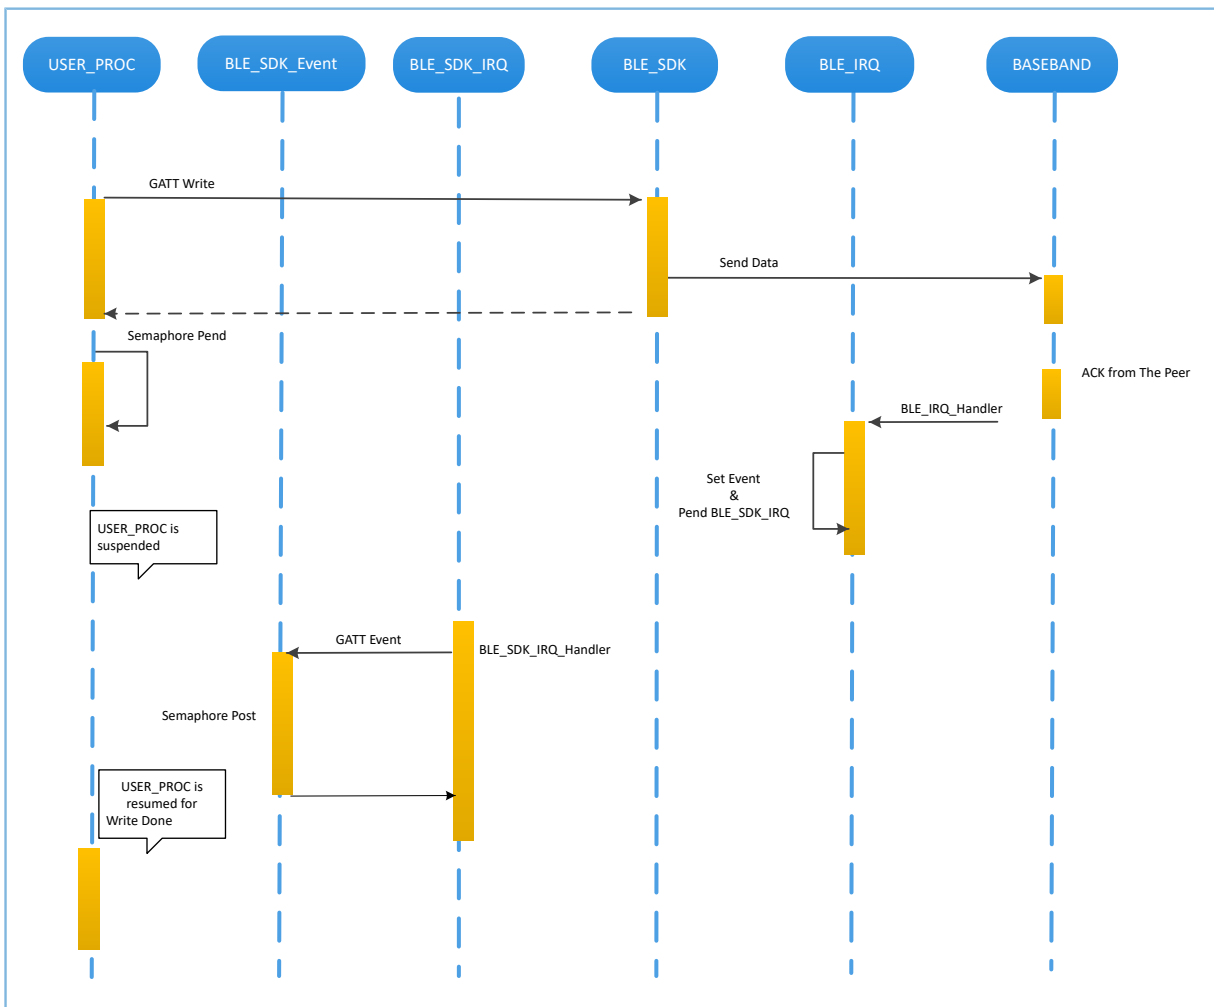 USER_PROC
BLE_SDK_Event
BLE_SDK_IRQ
BLE_SDK
BLE_IRQ
BASEBAND
GATT Write
Send Data
Semaphore Pend
ACK from The Peer
BLE_IRQ_Handler
Set Event
&
Pend BLE_SDK_IRQ
USER_PROC is
suspended
GATT Event
BLE_SDK_IRQ_Handler
Semaphore Post
USER_PROC is
resumed for
Write Done